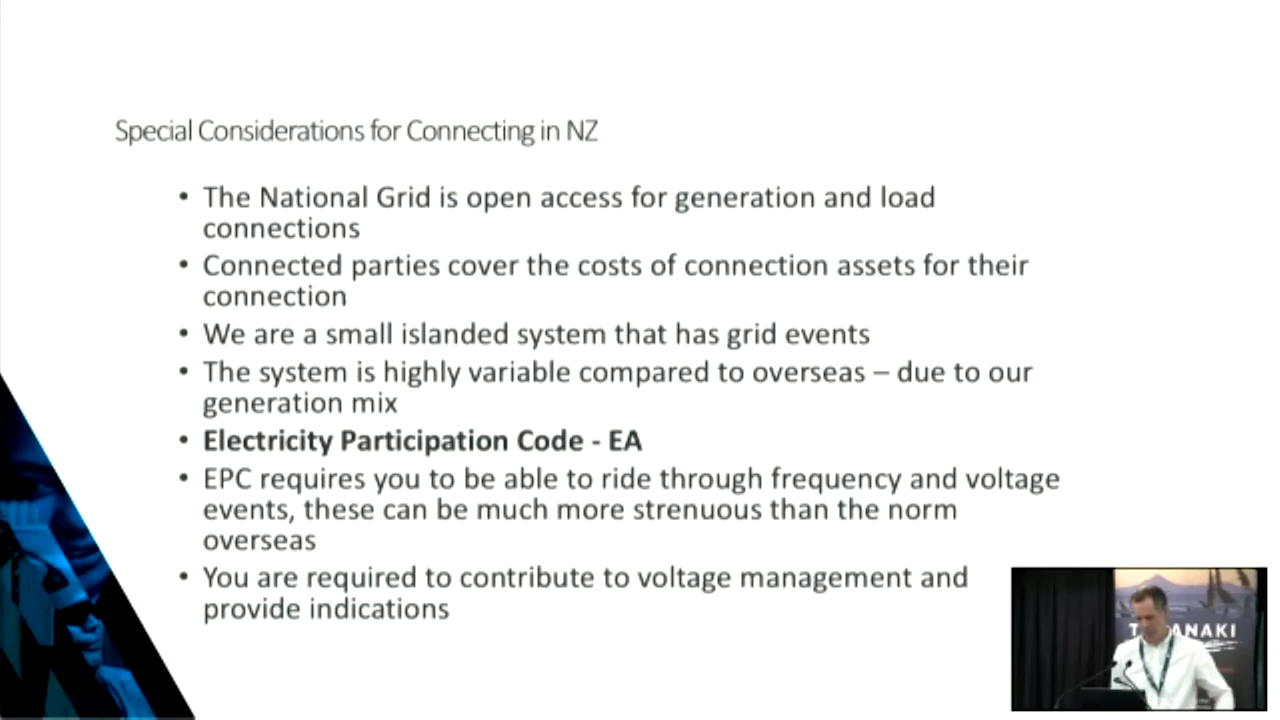 Special Considerations for Connecting in NZ
• The National Grid is open access for generation and load
connections
• Connected parties cover the costs of connection assets for their
connection
• We are a small islanded system that has grid events
• The system is highly variable compared to overseas – due to our
generation mix
• Electricity Participation Code - EA
• EPC requires you to be able to ride through frequency and voltage
events, these can be much more strenuous than the norm
overseas
• You are required to contribute to voltage management and
provide indications